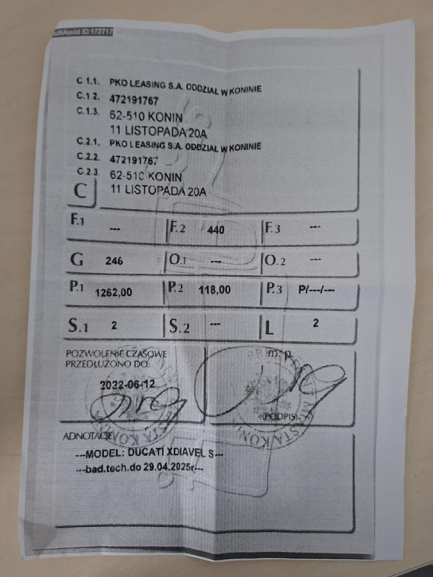 ID:172717
C.1.1. PKO LEASING S.A. ODDZIAŁ W KONINIE
C.1.2. 472191767
C.1.3. 62-510 KONIN
11 LISTOPADA 20A
C.2.1. PKO LEASING S.A. ODDZIAŁ W KONINIE
C.2.2. 472191767
C.2.3. 62-510 KONIN
C 11 LISTOPADA 20A
F.1 --- F.2 440 F.3 ---
G 246 O.1 --- O.2 ---
P.1 1262,00 P.2 118,00 P.3 P/---/---
S.1 2 S.2 --- L 2
POZWOLENIE CZASOWE m.p.
PRZEDŁUŻONO DO:
2022-06-12
(PODPIS)
ADNOTACJE
---MODEL: DUCATI XDIAVEL S---
---bad.tech.do 29.04.2025r---